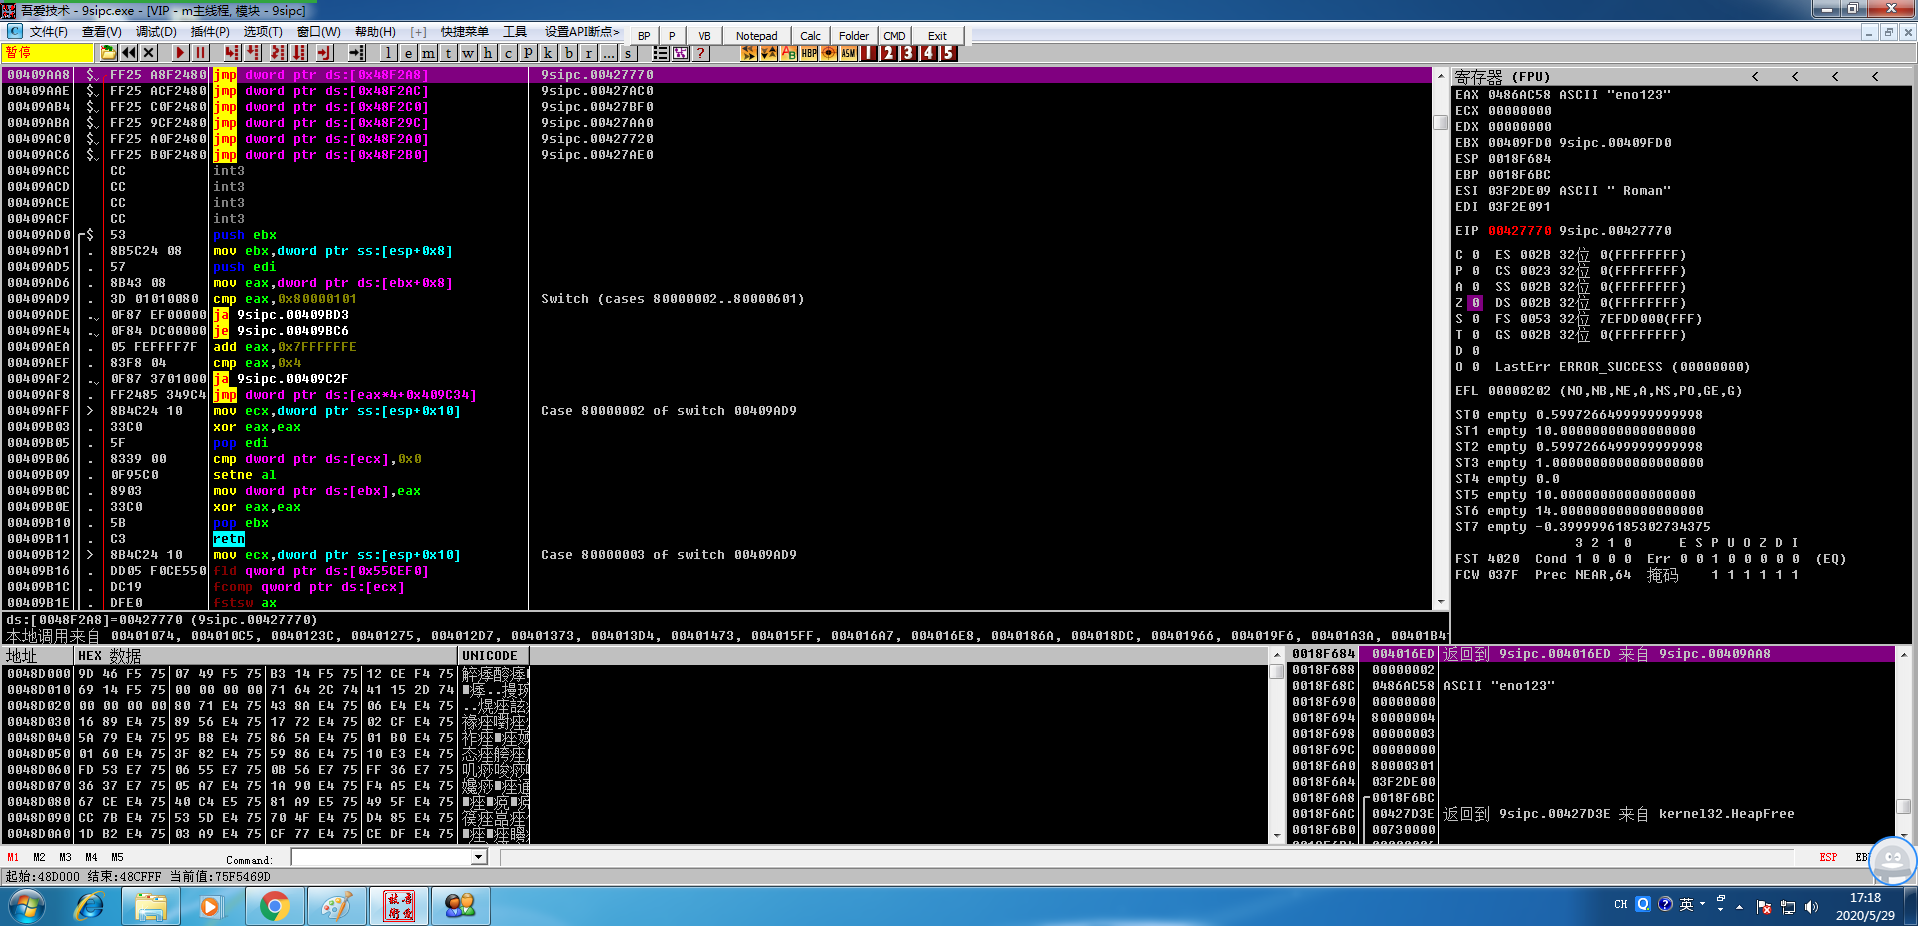 吾爱技术 - 9sipc.exe - [VIP - m主线程, 模块 - 9sipc]
文件(F) 查看(V) 调试(D) 插件(P) 选项(T) 窗口(W) 帮助(H) [+] 快捷菜单 工具 设置API断点> BP P VB Notepad Calc Folder CMD Exit
暂停 l e m t w h c p k b r ... s ? HBP ASM 1 2 3 4 5
00409AA8 $ FF25 A8F2480 jmp dword ptr ds:[0x48F2A8] 9sipc.00427770
00409AAE $ FF25 ACF2480 jmp dword ptr ds:[0x48F2AC] 9sipc.00427AC0
00409AB4 $ FF25 C0F2480 jmp dword ptr ds:[0x48F2C0] 9sipc.00427BF0
00409ABA $ FF25 9CF2480 jmp dword ptr ds:[0x48F29C] 9sipc.00427AA0
00409AC0 $ FF25 A0F2480 jmp dword ptr ds:[0x48F2A0] 9sipc.00427720
00409AC6 $ FF25 B0F2480 jmp dword ptr ds:[0x48F2B0] 9sipc.00427AE0
00409ACC CC int3
00409ACD CC int3
00409ACE CC int3
00409ACF CC int3
00409AD0 $ 53 push ebx
00409AD1 . 8B5C24 08 mov ebx,dword ptr ss:[esp+0x8]
00409AD5 . 57 push edi
00409AD6 . 8B43 08 mov eax,dword ptr ds:[ebx+0x8]
00409AD9 . 3D 01010080 cmp eax,0x80000101 Switch (cases 80000002..80000601)
00409ADE . 0F87 EF00000 ja 9sipc.00409BD3
00409AE4 . 0F84 DC00000 je 9sipc.00409BC6
00409AEA . 05 FEFFFF7F add eax,0x7FFFFFFE
00409AEF . 83F8 04 cmp eax,0x4
00409AF2 . 0F87 3701000 ja 9sipc.00409C2F
00409AF8 . FF2485 349C4 jmp dword ptr ds:[eax*4+0x409C34]
00409AFF > 8B4C24 10 mov ecx,dword ptr ss:[esp+0x10] Case 80000002 of switch 00409AD9
00409B03 . 33C0 xor eax,eax
00409B05 . 5F pop edi
00409B06 . 8339 00 cmp dword ptr ds:[ecx],0x0
00409B09 . 0F95C0 setne al
00409B0C . 8903 mov dword ptr ds:[ebx],eax
00409B0E . 33C0 xor eax,eax
00409B10 . 5B pop ebx
00409B11 . C3 retn
00409B12 > 8B4C24 10 mov ecx,dword ptr ss:[esp+0x10] Case 80000003 of switch 00409AD9
00409B16 . DD05 F0CE550 fld qword ptr ds:[0x55CEF0]
00409B1C . DC19 fcomp qword ptr ds:[ecx]
00409B1E . DFE0 fstsw ax
ds:[0048F2A8]=00427770 (9sipc.00427770)
本地调用来自 00401074, 004010C5, 0040123C, 00401275, 004012D7, 00401373, 004013D4, 00401473, 004015FF, 004016A7, 004016E8, 0040186A, 004018DC, 00401966, 004019F6, 00401A3A, 00401B4
寄存器 (FPU) < < < <
EAX 0486AC58 ASCII "eno123"
ECX 00000000
EDX 00000000
EBX 00409FD0 9sipc.00409FD0
ESP 0018F684
EBP 0018F6BC
ESI 03F2DE09 ASCII " Roman"
EDI 03F2E091
EIP 00427770 9sipc.00427770
C 0 ES 002B 32位 0(FFFFFFFF)
P 0 CS 0023 32位 0(FFFFFFFF)
A 0 SS 002B 32位 0(FFFFFFFF)
Z 0 DS 002B 32位 0(FFFFFFFF)
S 0 FS 0053 32位 7EFDD000(FFF)
T 0 GS 002B 32位 0(FFFFFFFF)
D 0
O 0 LastErr ERROR_SUCCESS (00000000)
EFL 00000202 (NO,NB,NE,A,NS,PO,GE,G)
ST0 empty 0.5997266499999999998
ST1 empty 10.00000000000000000
ST2 empty 0.5997266499999999998
ST3 empty 1.0000000000000000000
ST4 empty 0.0
ST5 empty 10.00000000000000000
ST6 empty 14.000000000000000000
ST7 empty -0.3999996185302734375
3 2 1 0 E S P U O Z D I
FST 4020 Cond 1 0 0 0 Err 0 0 1 0 0 0 0 0 (EQ)
FCW 037F Prec NEAR,64 掩码 1 1 1 1 1 1
地址 HEX 数据 UNICODE
0048D000 9D 46 F5 75 07 49 F5 75 B3 14 F5 75 12 CE F4 75
0048D010 69 14 F5 75 00 00 00 00 71 64 2C 74 41 15 2D 74
0048D020 00 00 00 00 80 71 E4 75 43 8A E4 75 06 E4 E4 75
0048D030 16 89 E4 75 89 56 E4 75 17 72 E4 75 02 CF E4 75
0048D040 5A 79 E4 75 95 B8 E4 75 86 5A E4 75 01 B0 E4 75
0048D050 01 60 E4 75 3F 82 E4 75 59 86 E4 75 10 E3 E4 75
0048D060 FD 53 E7 75 06 55 E7 75 0B 56 E7 75 FF 36 E7 75
0048D070 36 37 E7 75 05 A7 E4 75 1A 90 E4 75 F4 A5 E4 75
0048D080 67 CE E4 75 40 C4 E5 75 81 A9 E5 75 49 5F E4 75
0048D090 CC 7B E4 75 53 5D E4 75 70 4F E4 75 D4 85 E4 75
0048D0A0 1D B2 E4 75 03 A9 E4 75 CF 77 E4 75 CE DF E4 75
0018F684 004016ED 返回到 9sipc.004016ED 来自 9sipc.00409AA8
0018F688 00000002
0018F68C 0486AC58 ASCII "eno123"
0018F690 00000000
0018F694 80000004
0018F698 00000003
0018F69C 00000000
0018F6A0 80000301
0018F6A4 03F2DE00
0018F6A8 0018F6BC
0018F6AC 00427D3E 返回到 9sipc.00427D3E 来自 kernel32.HeapFree
0018F6B0 00730000
M1 M2 M3 M4 M5 Command: ESP
起始:48D000 结束:48CFFF 当前值:75F5469D
CH 英 17:18
2020/5/29